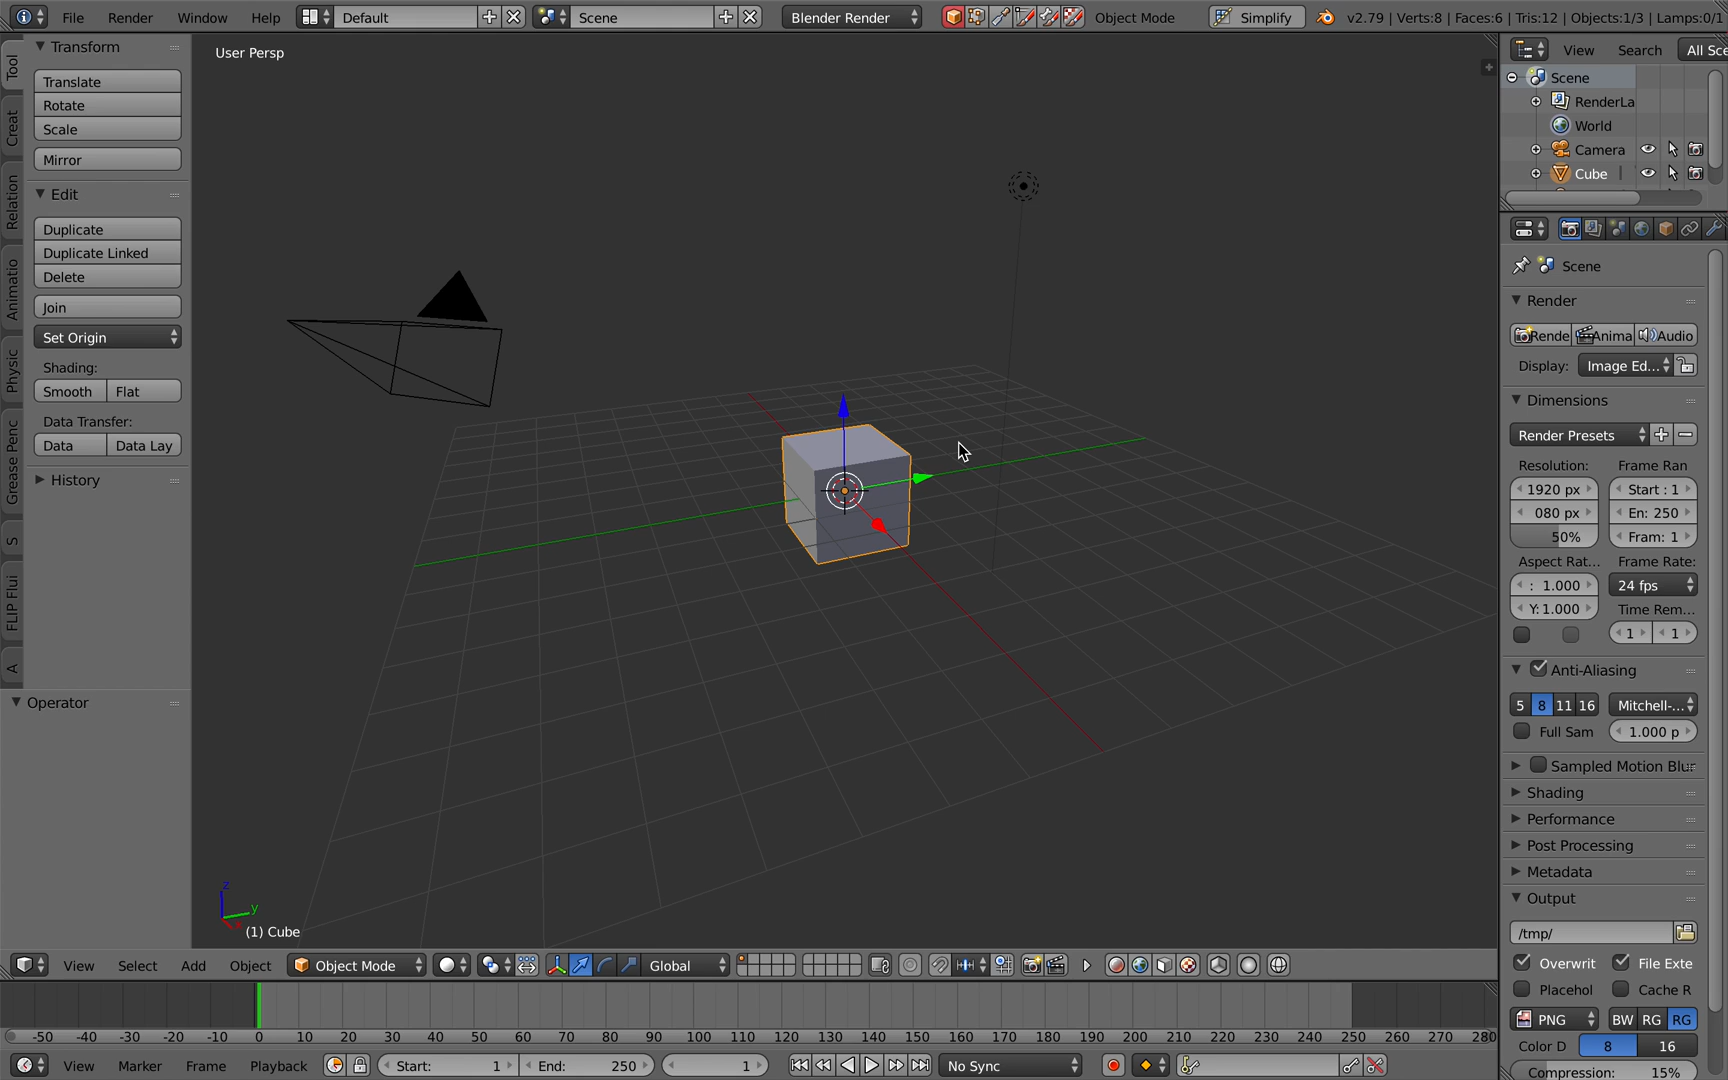 File Render Window Help Default Scene Blender Render Object Mode Simplify v2.79 | Verts:8 | Faces:6 | Tris:12 | Objects:1/3 | Lamps:0/1
Tool
Creat
Relation
Animatio
Physic
Grease Penc
S
FLIP Flui
A
Transform
Translate
Rotate
Scale
Mirror
Edit
Duplicate
Duplicate Linked
Delete
Join
Set Origin
Shading:
Smooth Flat
Data Transfer:
Data Data Lay
History
Operator
User Persp
z
y
(1) Cube
View Search All Sce
Scene
RenderLa
World
Camera
Cube
Scene
Render
Rende Anima Audio
Display: Image Ed...
Dimensions
Render Presets
Resolution: Frame Ran
1920 px Start : 1
080 px En: 250
50% Fram: 1
Aspect Rat... Frame Rate:
: 1.000 24 fps
Y: 1.000 Time Rem...
1 1
Anti-Aliasing
5 8 11 16 Mitchell-...
Full Sam 1.000 p
Sampled Motion Blur
Shading
Performance
Post Processing
Metadata
Output
/tmp/
Overwrit File Exte
Placehol Cache R
PNG BW RG RG
Color D 8 16
Compression: 15%
View Select Add Object Object Mode Global
-50 -40 -30 -20 -10 0 10 20 30 40 50 60 70 80 90 100 110 120 130 140 150 160 170 180 190 200 210 220 230 240 250 260 270 280
View Marker Frame Playback Start: 1 End: 250 1 No Sync